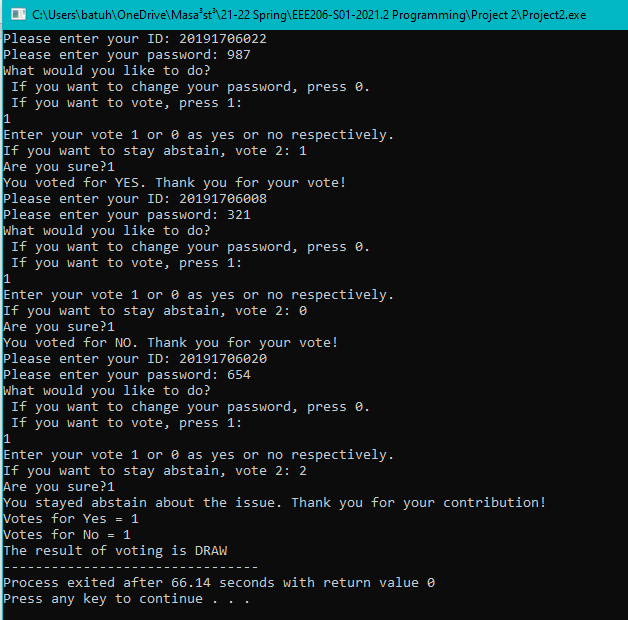 C:\Users\batuh\OneDrive\Masa³st³\21-22 Spring\EEE206-S01-2021.2 Programming\Project 2\Project2.exe
Please enter your ID: 20191706022
Please enter your password: 987
What would you like to do?
 If you want to change your password, press 0.
 If you want to vote, press 1:
1
Enter your vote 1 or 0 as yes or no respectively.
If you want to stay abstain, vote 2: 1
Are you sure?1
You voted for YES. Thank you for your vote!
Please enter your ID: 20191706008
Please enter your password: 321
What would you like to do?
 If you want to change your password, press 0.
 If you want to vote, press 1:
1
Enter your vote 1 or 0 as yes or no respectively.
If you want to stay abstain, vote 2: 0
Are you sure?1
You voted for NO. Thank you for your vote!
Please enter your ID: 20191706020
Please enter your password: 654
What would you like to do?
 If you want to change your password, press 0.
 If you want to vote, press 1:
1
Enter your vote 1 or 0 as yes or no respectively.
If you want to stay abstain, vote 2: 2
Are you sure?1
You stayed abstain about the issue. Thank you for your contribution!
Votes for Yes = 1
Votes for No = 1
The result of voting is DRAW
--------------------------------
Process exited after 66.14 seconds with return value 0
Press any key to continue . . .